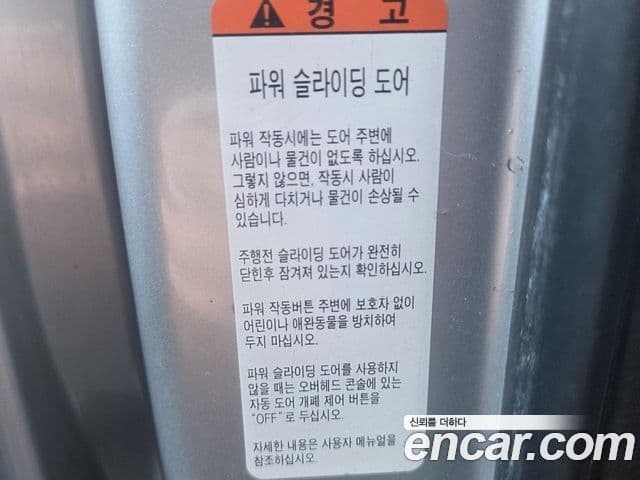 경 고
파워 슬라이딩 도어
파워 작동시에는 도어 주변에
사람이나 물건이 없도록 하십시오.
그렇지 않으면, 작동시 사람이
심하게 다치거나 물건이 손상될 수
있습니다.
주행전 슬라이딩 도어가 완전히
닫힌후 잠겨져 있는지 확인하십시오.
파워 작동버튼 주변에 보호자 없이
어린이나 애완동물을 방치하여
두지 마십시오.
파워 슬라이딩 도어를 사용하지
않을 때는 오버헤드 콘솔에 있는
자동 도어 개폐 제어 버튼을
"OFF"로 두십시오.
자세한 내용은 사용자 메뉴얼을
참조하십시오.
신뢰를 더하다
encar.com